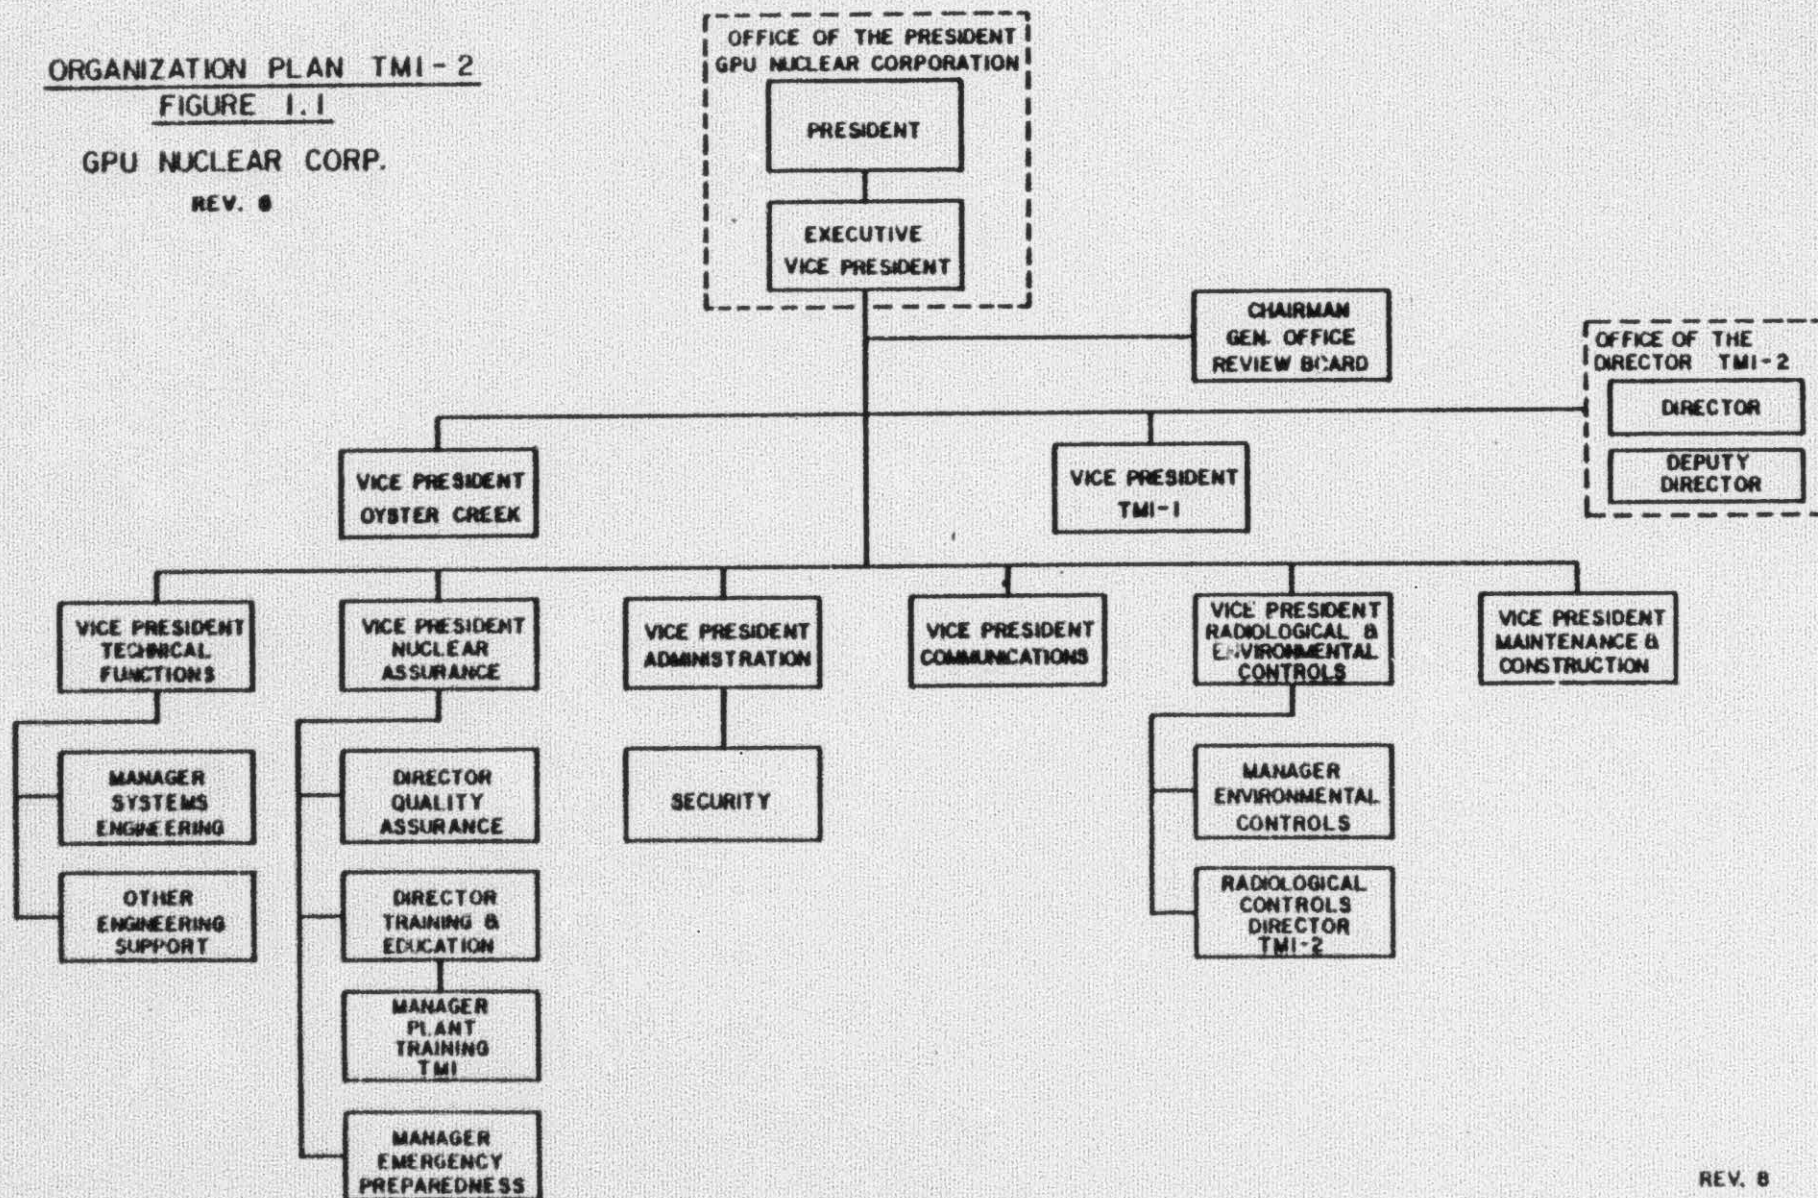 ORGANIZATION PLAN TMI-2
FIGURE 1.1
GPU NUCLEAR CORP.
REV.
OFFICE OF THE PRESIDENT
GPU NUCLEAR CORPORATION
PRESIDENT
EXECUTIVE
VICE PRESIDENT
CHAIRMAN
GEN. OFFICE
REVIEW BOARD
OFFICE OF THE
DIRECTOR TMI-2
DIRECTOR
DEPUTY
DIRECTOR
VICE PRESIDENT
OYSTER CREEK
VICE PRESIDENT
TMI-1
VICE PRESIDENT
TECHNICAL
FUNCTIONS
VICE PRESIDENT
NUCLEAR
ASSURANCE
VICE PRESIDENT
ADMINISTRATION
VICE PRESIDENT
COMMUNICATIONS
VICE PRESIDENT
RADIOLOGICAL &
ENVIRONMENTAL
CONTROLS
VICE PRESIDENT
MAINTENANCE &
CONSTRUCTION
MANAGER
SYSTEMS
ENGINEERING
OTHER
ENGINEERING
SUPPORT
DIRECTOR
QUALITY
ASSURANCE
DIRECTOR
TRAINING &
EDUCATION
MANAGER
PLANT
TRAINING
TMI
MANAGER
EMERGENCY
PREPAREDNESS
SECURITY
MANAGER
ENVIRONMENTAL
CONTROLS
RADIOLOGICAL
CONTROLS
DIRECTOR
TMI-2
REV. 8